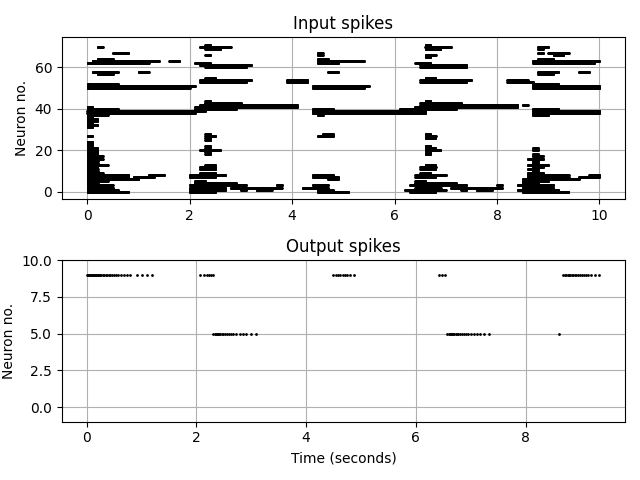 Input spikes
Neuron no.
60
40
20
0
0 2 4 6 8 10
Output spikes
Neuron no.
10.0
7.5
5.0
2.5
0.0
0 2 4 6 8
Time (seconds)